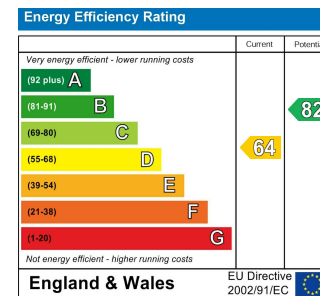 Energy Efficiency Rating
Current Potenti
Very energy efficient - lower running costs
(92 plus) A
(81-91) B
82
(69-80) C
(55-68) D
64
(39-54) E
(21-38) F
(1-20) G
Not energy efficient - higher running costs
England & Wales
EU Directive
2002/91/EC